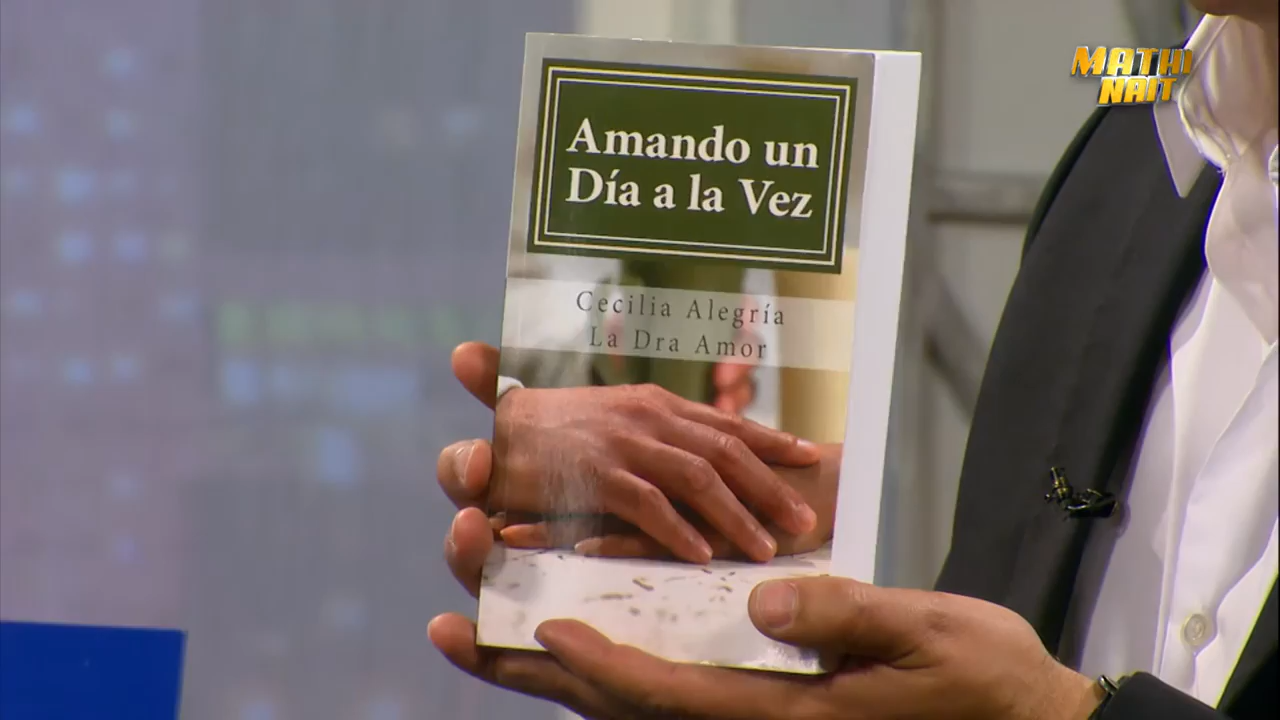 MATHI
NAIT
Amando un
Día a la Vez
Cecilia Alegría
La Dra Amor